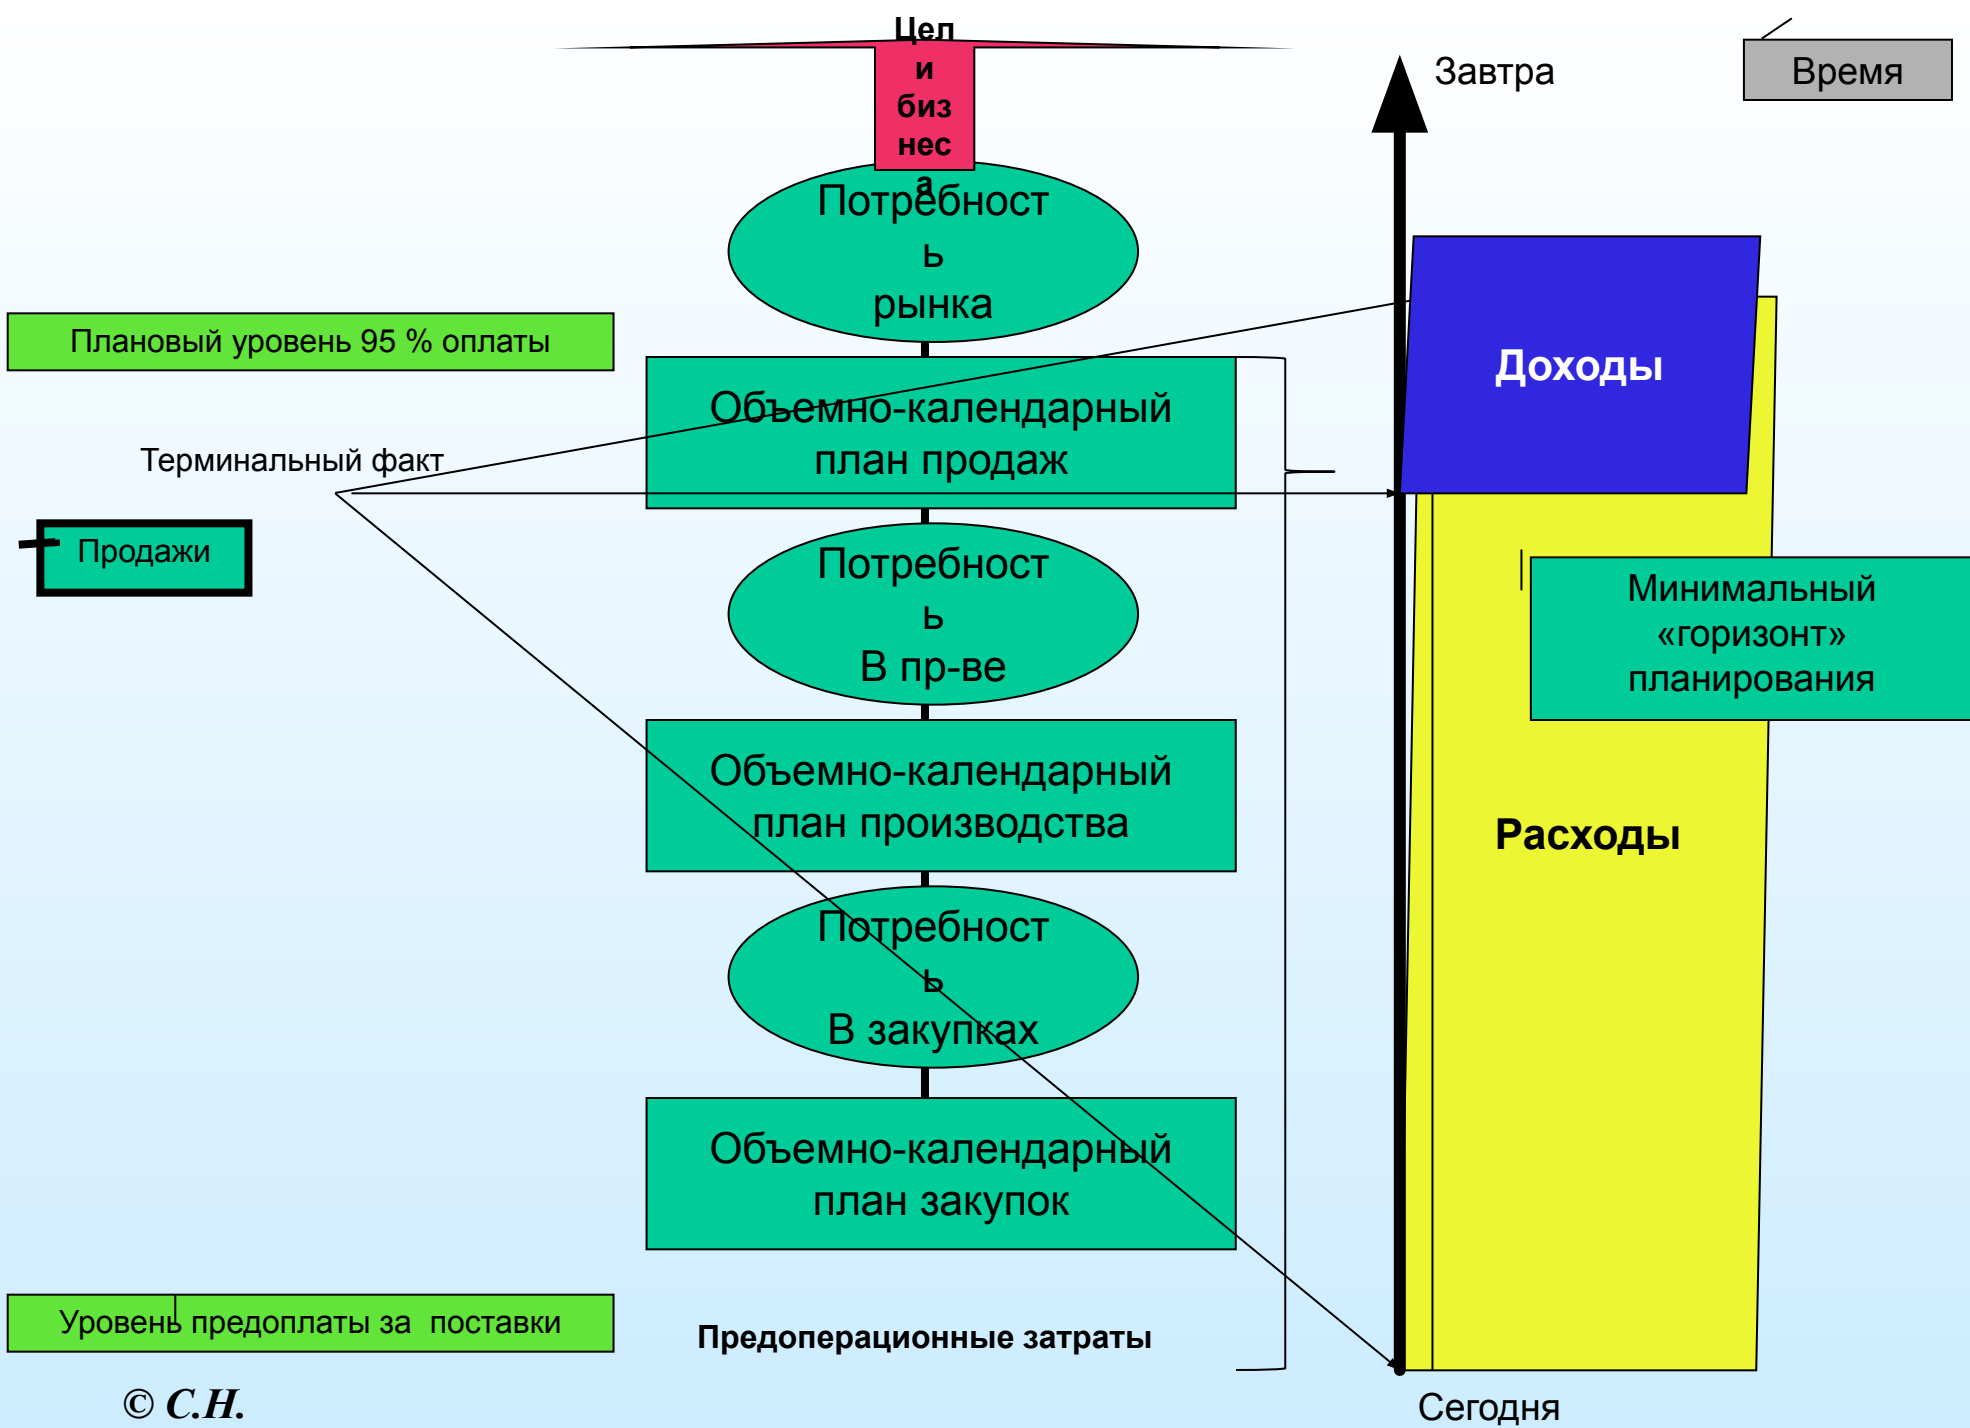 Цел
и
биз
нес
а
Завтра
Время
Потребност
ь
рынка
Плановый уровень 95 % оплаты
Доходы
Объемно-календарный
план продаж
Терминальный факт
Продажи
Потребност
ь
В пр-ве
Минимальный
«горизонт»
планирования
Объемно-календарный
план производства
Расходы
Потребност
ь
В закупках
Объемно-календарный
план закупок
Уровень предоплаты за  поставки
Предоперационные затраты
© С.Н.
Сегодня